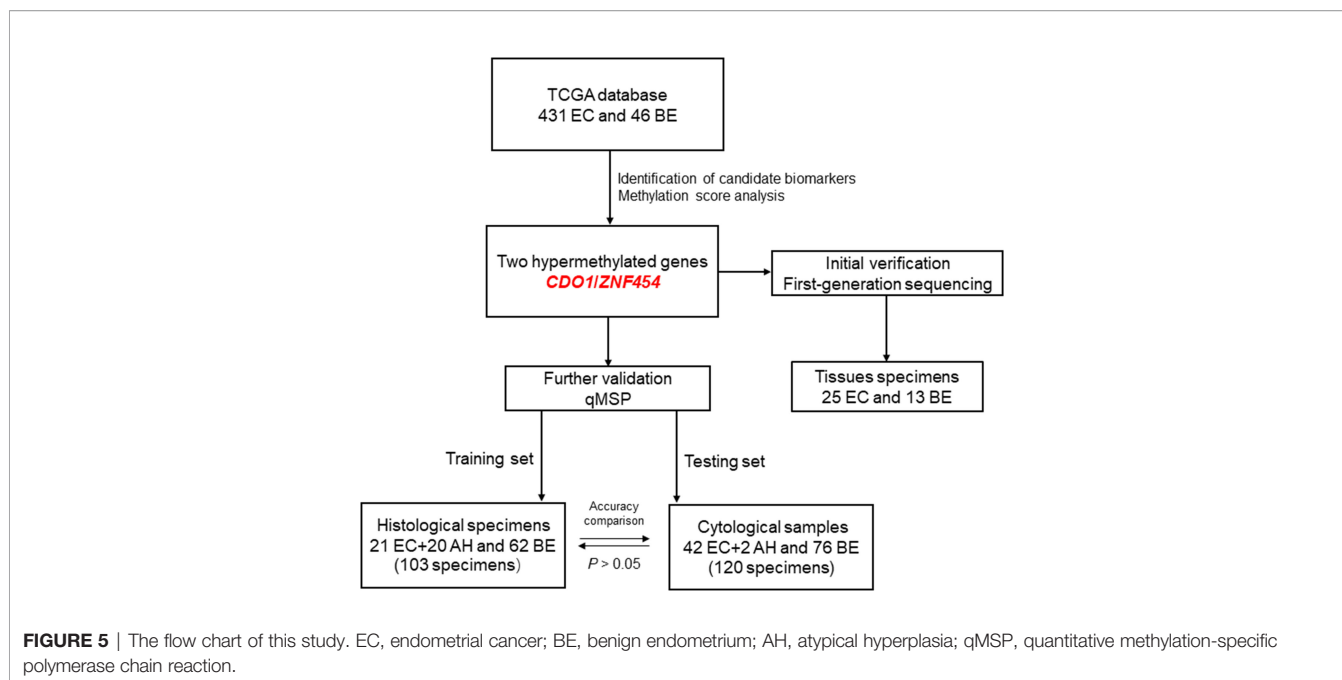 TCGA database
431 EC and 46 BE
Identification of candidate biomarkers
Methylation score analysis
Two hypermethylated genes
CDO1/ZNF454
Initial verification
First-generation sequencing
Further validation
qMSP
Tissues specimens
25 EC and 13 BE
Training set
Testing set
Histological specimens
21 EC+20 AH and 62 BE
(103 specimens)
Accuracy
comparison
P > 0.05
Cytological samples
42 EC+2 AH and 76 BE
(120 specimens)
FIGURE 5 | The flow chart of this study. EC, endometrial cancer; BE, benign endometrium; AH, atypical hyperplasia; qMSP, quantitative methylation-specific
polymerase chain reaction.